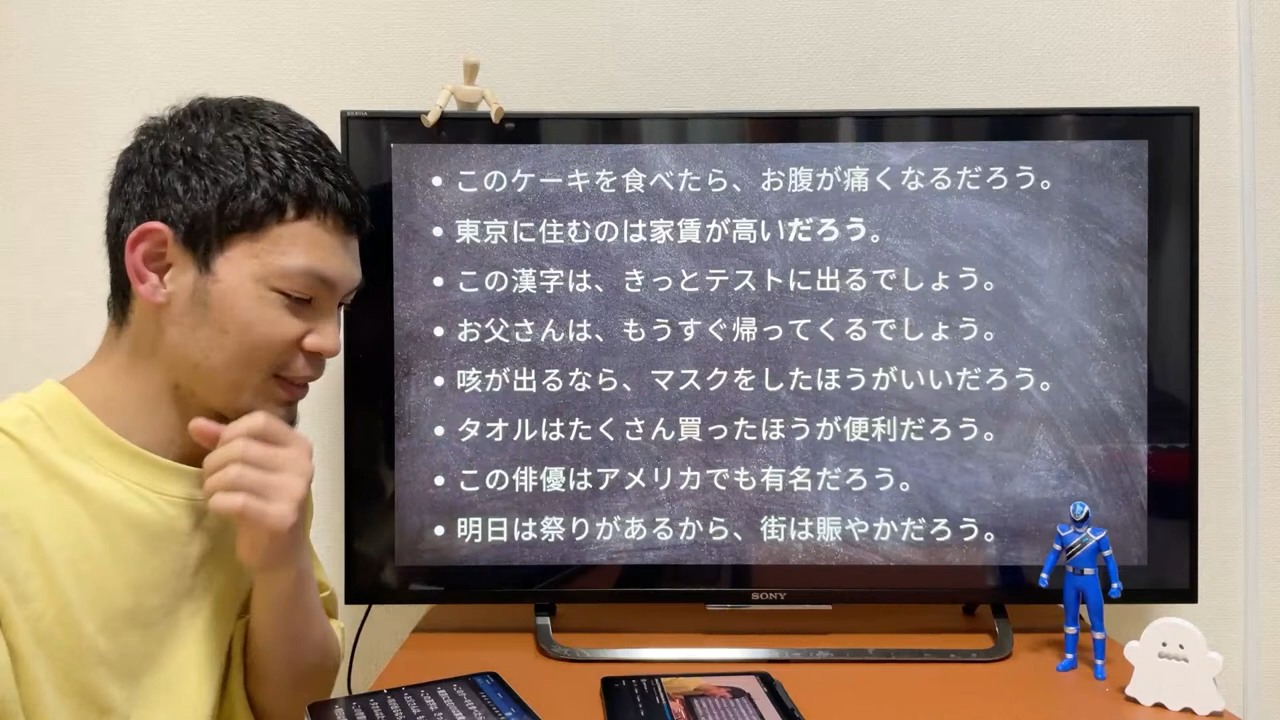 • このケーキを食べたら、お腹が痛くなるだろう。
• 東京に住むのは家賃が高いだろう。
• この漢字は、きっとテストに出るでしょう。
• お父さんは、もうすぐ帰ってくるでしょう。
• 咳が出るなら、マスクをしたほうがいいだろう。
• タオルはたくさん買ったほうが便利だろう。
• この俳優はアメリカでも有名だろう。
• 明日は祭りがあるから、街は賑やかだろう。
SONY